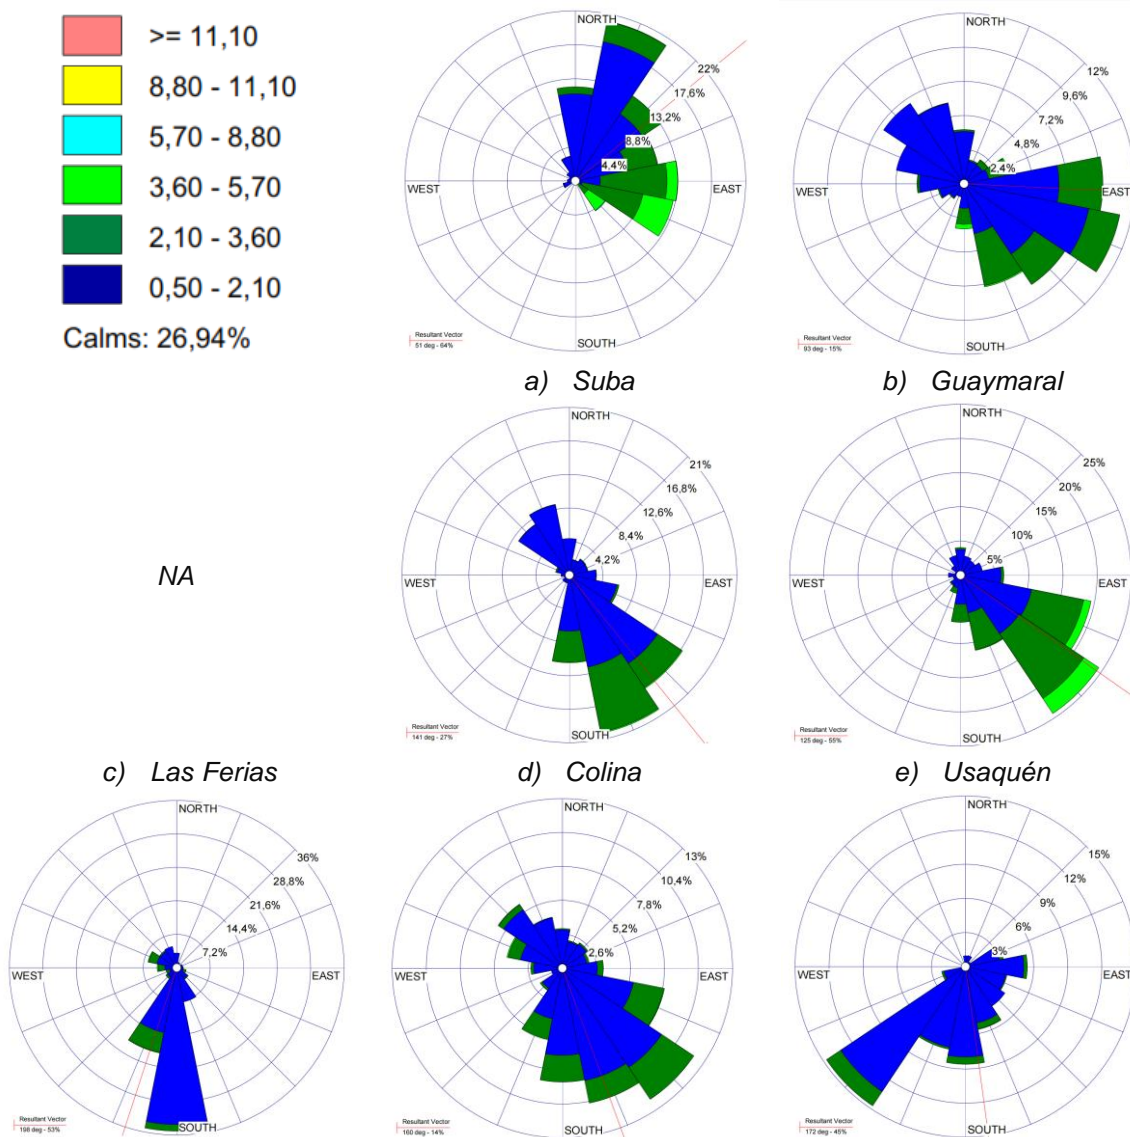 >= 11,10
8,80 - 11,10
5,70 - 8,80
3,60 - 5,70
2,10 - 3,60
0,50 - 2,10
Calms: 26,94%
NORTH
22%
17,6%
13,2%
8,8%
4,4%
WEST
EAST
SOUTH
Resultant Vector
51 deg - 64%
NORTH
12%
9,6%
7,2%
4,8%
2,4%
WEST
EAST
SOUTH
Resultant Vector
93 deg - 15%
a) Suba
b) Guaymaral
NA
NORTH
21%
16,8%
12,6%
8,4%
4,2%
WEST
EAST
SOUTH
Resultant Vector
141 deg - 27%
NORTH
25%
20%
15%
10%
5%
WEST
EAST
SOUTH
Resultant Vector
125 deg - 55%
c) Las Ferias
d) Colina
e) Usaquén
NORTH
36%
28,8%
21,6%
14,4%
7,2%
WEST
EAST
SOUTH
Resultant Vector
198 deg - 53%
NORTH
13%
10,4%
7,8%
5,2%
2,6%
WEST
EAST
SOUTH
Resultant Vector
160 deg - 14%
NORTH
15%
12%
9%
6%
3%
WEST
EAST
SOUTH
Resultant Vector
172 deg - 45%